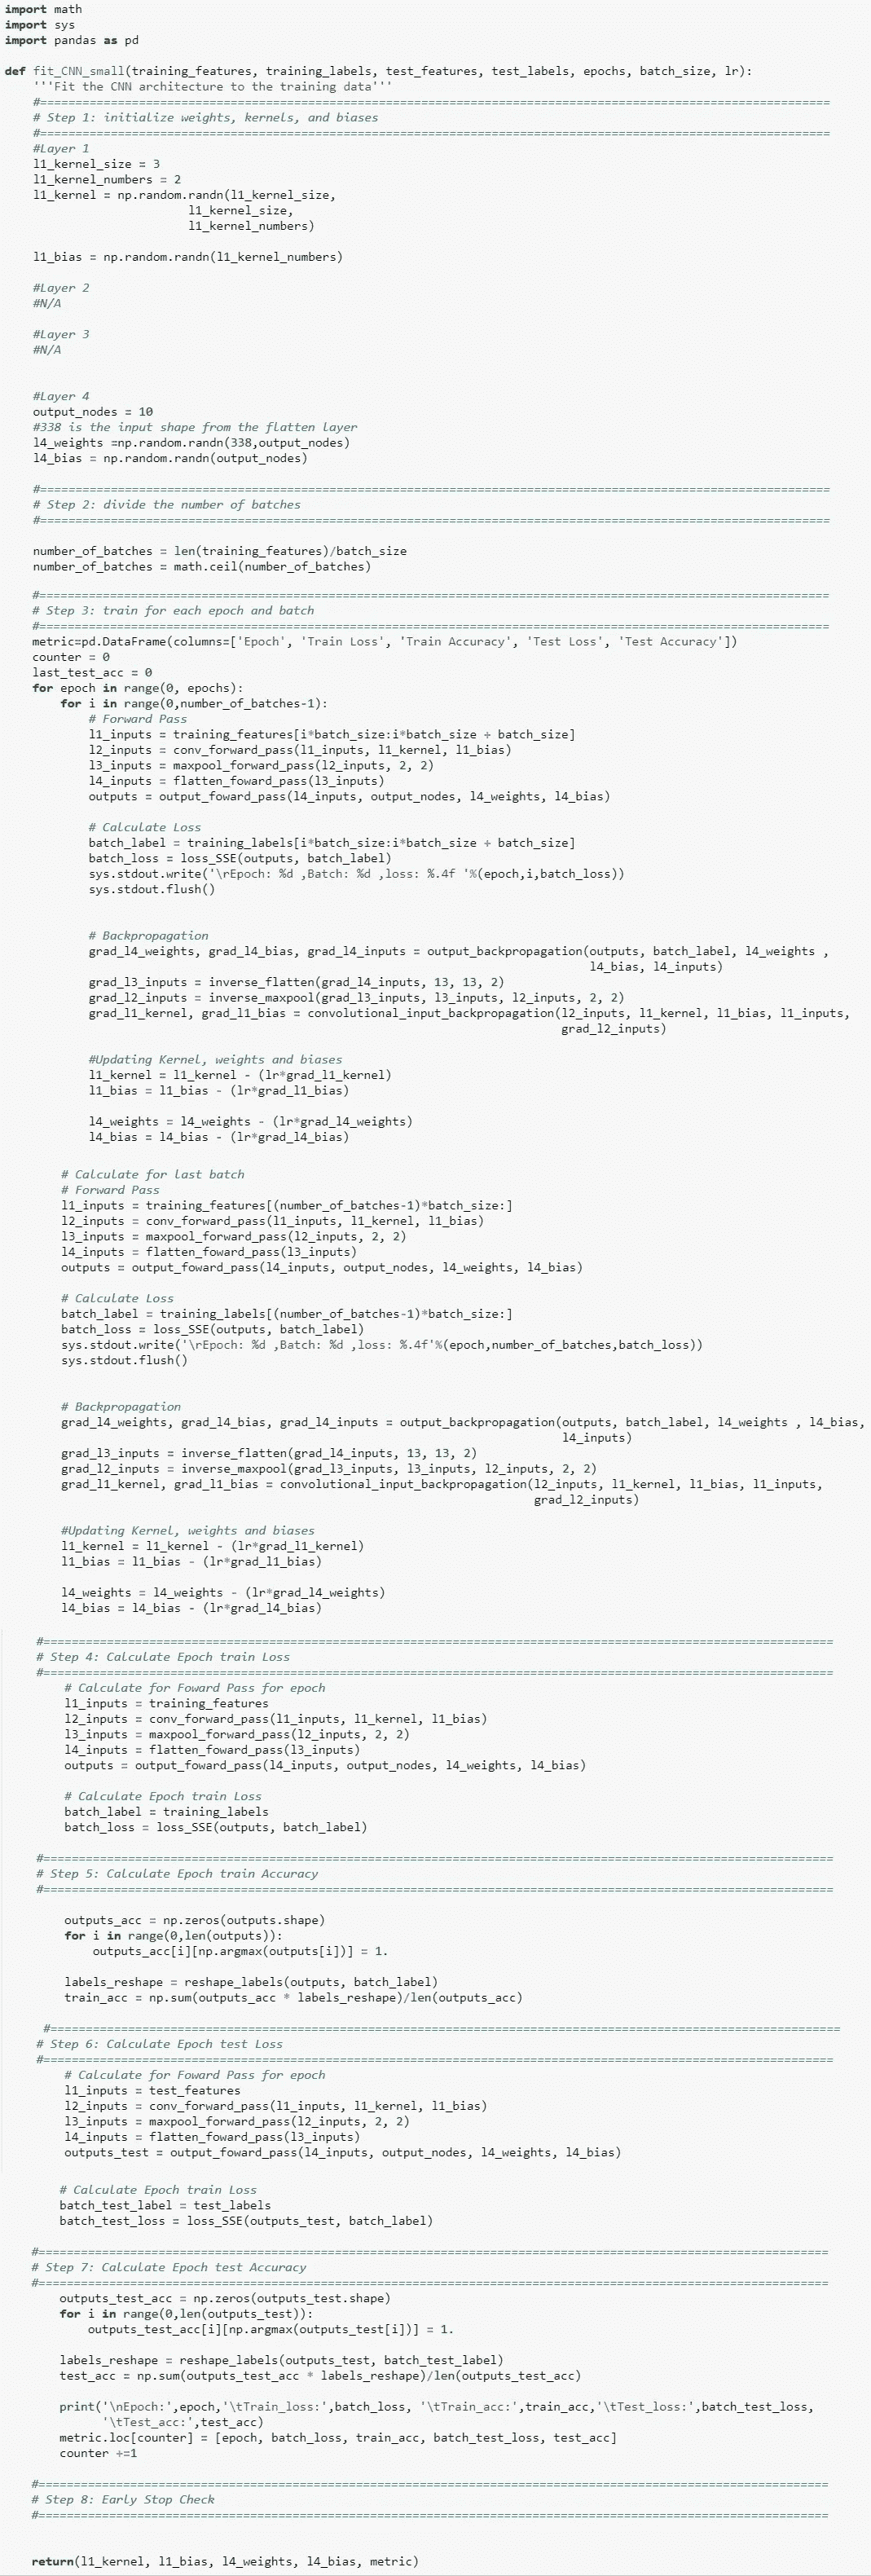 import math
import sys
import pandas as pd
def fit_CNN_small(training_features, training_labels, test_features, test_labels, epochs, batch_size, lr):
'''Fit the CNN architecture to the training data'''
#================================================================================================================
# Step 1: initialize weights, kernels, and biases
#================================================================================================================
#Layer 1
l1_kernel_size = 3
l1_kernel_numbers = 2
l1_kernel = np.random.randn(l1_kernel_size,
l1_kernel_size,
l1_kernel_numbers)
l1_bias = np.random.randn(l1_kernel_numbers)
#Layer 2
#N/A
#Layer 3
#N/A
#Layer 4
output_nodes = 10
#338 is the input shape from the flatten layer
l4_weights =np.random.randn(338,output_nodes)
l4_bias = np.random.randn(output_nodes)
#================================================================================================================
# Step 2: divide the number of batches
#================================================================================================================
number_of_batches = len(training_features)/batch_size
number_of_batches = math.ceil(number_of_batches)
#================================================================================================================
# Step 3: train for each epoch and batch
#================================================================================================================
metric=pd.DataFrame(columns=['Epoch', 'Train Loss', 'Train Accuracy', 'Test Loss', 'Test Accuracy'])
counter = 0
last_test_acc = 0
for epoch in range(0, epochs):
for i in range(0,number_of_batches-1):
# Forward Pass
l1_inputs = training_features[i*batch_size:i*batch_size + batch_size]
l2_inputs = conv_forward_pass(l1_inputs, l1_kernel, l1_bias)
l3_inputs = maxpool_forward_pass(l2_inputs, 2, 2)
l4_inputs = flatten_foward_pass(l3_inputs)
outputs = output_foward_pass(l4_inputs, output_nodes, l4_weights, l4_bias)
# Calculate Loss
batch_label = training_labels[i*batch_size:i*batch_size + batch_size]
batch_loss = loss_SSE(outputs, batch_label)
sys.stdout.write('\rEpoch: %d ,Batch: %d ,loss: %.4f '%(epoch,i,batch_loss))
sys.stdout.flush()
# Backpropagation
grad_l4_weights, grad_l4_bias, grad_l4_inputs = output_backpropagation(outputs, batch_label, l4_weights ,
l4_bias, l4_inputs)
grad_l3_inputs = inverse_flatten(grad_l4_inputs, 13, 13, 2)
grad_l2_inputs = inverse_maxpool(grad_l3_inputs, l3_inputs, l2_inputs, 2, 2)
grad_l1_kernel, grad_l1_bias = convolutional_input_backpropagation(l2_inputs, l1_kernel, l1_bias, l1_inputs,
grad_l2_inputs)
#Updating Kernel, weights and biases
l1_kernel = l1_kernel - (lr*grad_l1_kernel)
l1_bias = l1_bias - (lr*grad_l1_bias)
l4_weights = l4_weights - (lr*grad_l4_weights)
l4_bias = l4_bias - (lr*grad_l4_bias)
# Calculate for last batch
# Forward Pass
l1_inputs = training_features[(number_of_batches-1)*batch_size:]
l2_inputs = conv_forward_pass(l1_inputs, l1_kernel, l1_bias)
l3_inputs = maxpool_forward_pass(l2_inputs, 2, 2)
l4_inputs = flatten_foward_pass(l3_inputs)
outputs = output_foward_pass(l4_inputs, output_nodes, l4_weights, l4_bias)
# Calculate Loss
batch_label = training_labels[(number_of_batches-1)*batch_size:]
batch_loss = loss_SSE(outputs, batch_label)
sys.stdout.write('\rEpoch: %d ,Batch: %d ,loss: %.4f'%(epoch,number_of_batches,batch_loss))
sys.stdout.flush()
# Backpropagation
grad_l4_weights, grad_l4_bias, grad_l4_inputs = output_backpropagation(outputs, batch_label, l4_weights , l4_bias,
l4_inputs)
grad_l3_inputs = inverse_flatten(grad_l4_inputs, 13, 13, 2)
grad_l2_inputs = inverse_maxpool(grad_l3_inputs, l3_inputs, l2_inputs, 2, 2)
grad_l1_kernel, grad_l1_bias = convolutional_input_backpropagation(l2_inputs, l1_kernel, l1_bias, l1_inputs,
grad_l2_inputs)
#Updating Kernel, weights and biases
l1_kernel = l1_kernel - (lr*grad_l1_kernel)
l1_bias = l1_bias - (lr*grad_l1_bias)
l4_weights = l4_weights - (lr*grad_l4_weights)
l4_bias = l4_bias - (lr*grad_l4_bias)
#================================================================================================================
# Step 4: Calculate Epoch train Loss
#================================================================================================================
# Calculate for Foward Pass for epoch
l1_inputs = training_features
l2_inputs = conv_forward_pass(l1_inputs, l1_kernel, l1_bias)
l3_inputs = maxpool_forward_pass(l2_inputs, 2, 2)
l4_inputs = flatten_foward_pass(l3_inputs)
outputs = output_foward_pass(l4_inputs, output_nodes, l4_weights, l4_bias)
# Calculate Epoch train Loss
batch_label = training_labels
batch_loss = loss_SSE(outputs, batch_label)
#================================================================================================================
# Step 5: Calculate Epoch train Accuracy
#================================================================================================================
outputs_acc = np.zeros(outputs.shape)
for i in range(0,len(outputs)):
outputs_acc[i][np.argmax(outputs[i])] = 1.
labels_reshape = reshape_labels(outputs, batch_label)
train_acc = np.sum(outputs_acc * labels_reshape)/len(outputs_acc)
#================================================================================================================
# Step 6: Calculate Epoch test Loss
#================================================================================================================
# Calculate for Foward Pass for epoch
l1_inputs = test_features
l2_inputs = conv_forward_pass(l1_inputs, l1_kernel, l1_bias)
l3_inputs = maxpool_forward_pass(l2_inputs, 2, 2)
l4_inputs = flatten_foward_pass(l3_inputs)
outputs_test = output_foward_pass(l4_inputs, output_nodes, l4_weights, l4_bias)
# Calculate Epoch train Loss
batch_test_label = test_labels
batch_test_loss = loss_SSE(outputs_test, batch_label)
#================================================================================================================
# Step 7: Calculate Epoch test Accuracy
#================================================================================================================
outputs_test_acc = np.zeros(outputs_test.shape)
for i in range(0,len(outputs_test)):
outputs_test_acc[i][np.argmax(outputs_test[i])] = 1.
labels_reshape = reshape_labels(outputs_test, batch_test_label)
test_acc = np.sum(outputs_test_acc * labels_reshape)/len(outputs_test_acc)
print('\nEpoch:',epoch,'\tTrain_loss:',batch_loss, '\tTrain_acc:',train_acc,'\tTest_loss:',batch_test_loss,
'\tTest_acc:',test_acc)
metric.loc[counter] = [epoch, batch_loss, train_acc, batch_test_loss, test_acc]
counter +=1
#================================================================================================================
# Step 8: Early Stop Check
#================================================================================================================
return(l1_kernel, l1_bias, l4_weights, l4_bias, metric)